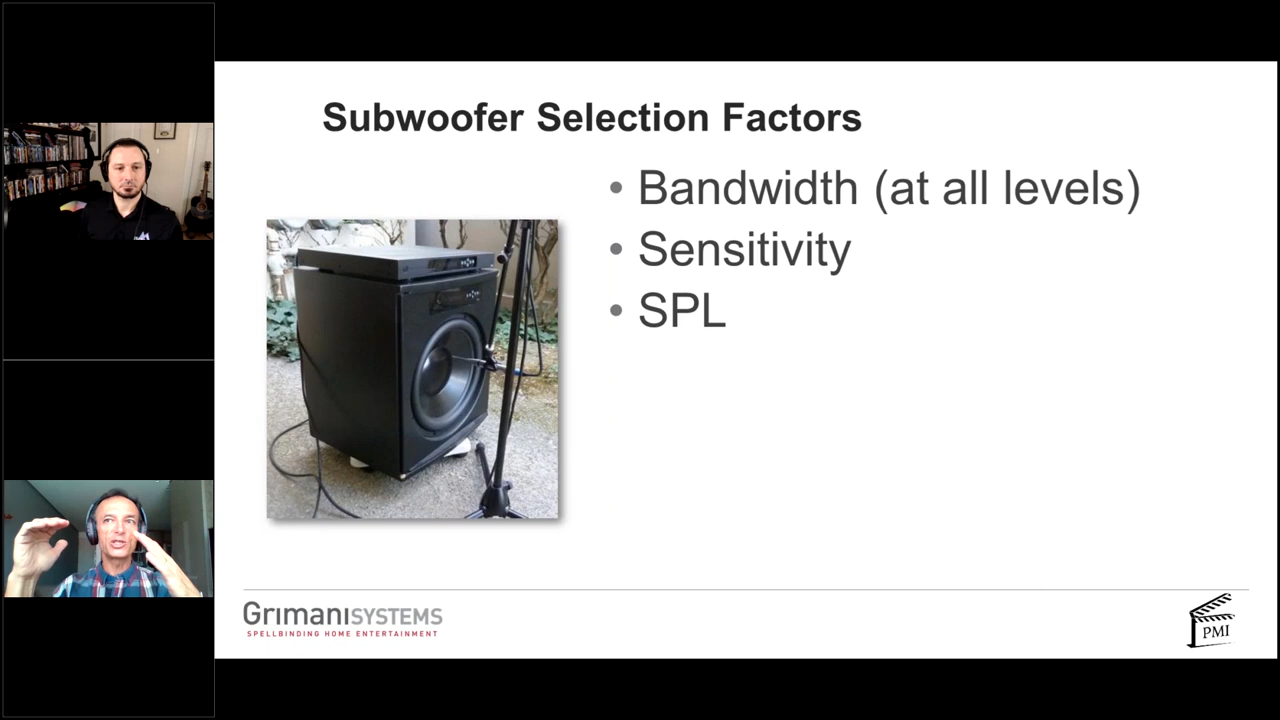 Subwoofer Selection Factors
• Bandwidth (at all levels)
• Sensitivity
• SPL
GrimaniSYSTEMS
SPELLBINDING HOME ENTERTAINMENT
PMI